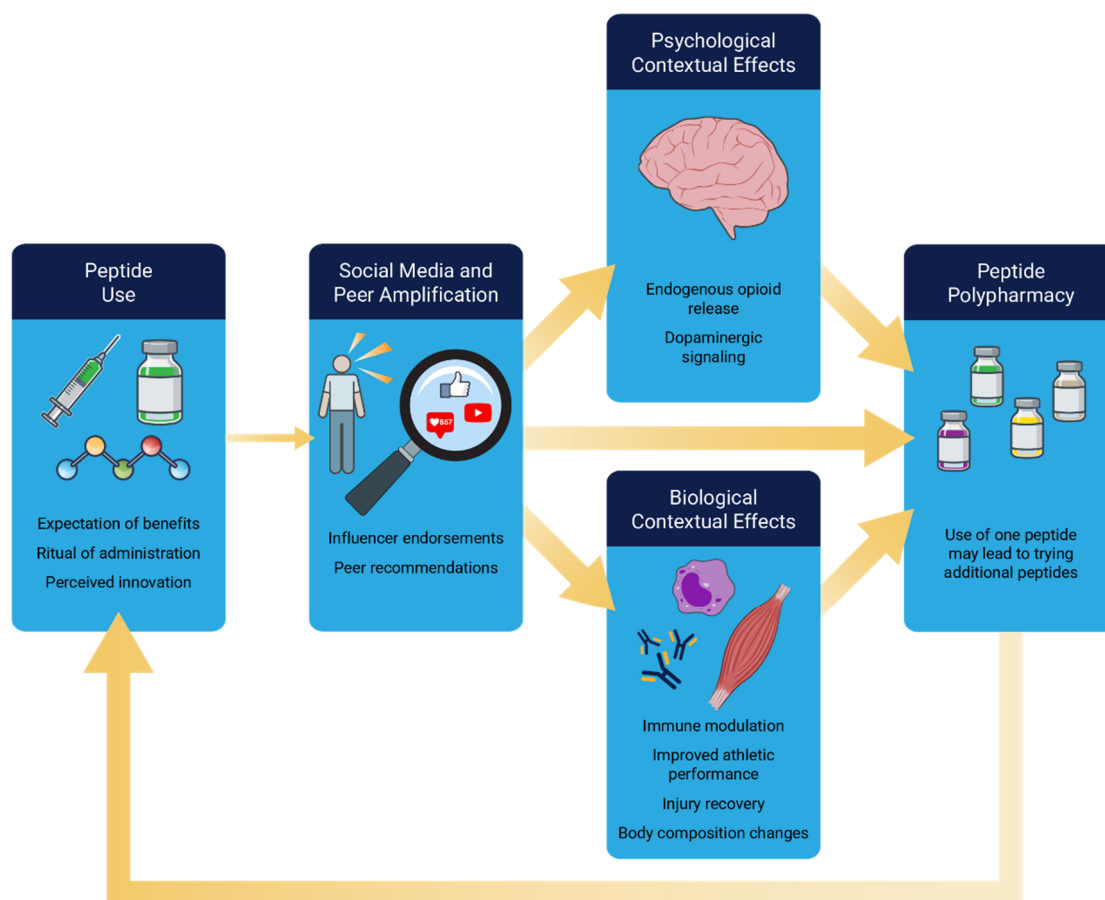 Psychological
Contextual Effects
Endogenous opioid
release
Dopaminergic
signaling
Peptide
Use
Expectation of benefits
Ritual of administration
Perceived innovation
Social Media and
Peer Amplification
857
Influencer endorsements
Peer recommendations
Biological
Contextual Effects
Immune modulation
Improved athletic
performance
Injury recovery
Body composition changes
Peptide
Polypharmacy
Use of one peptide
may lead to trying
additional peptides